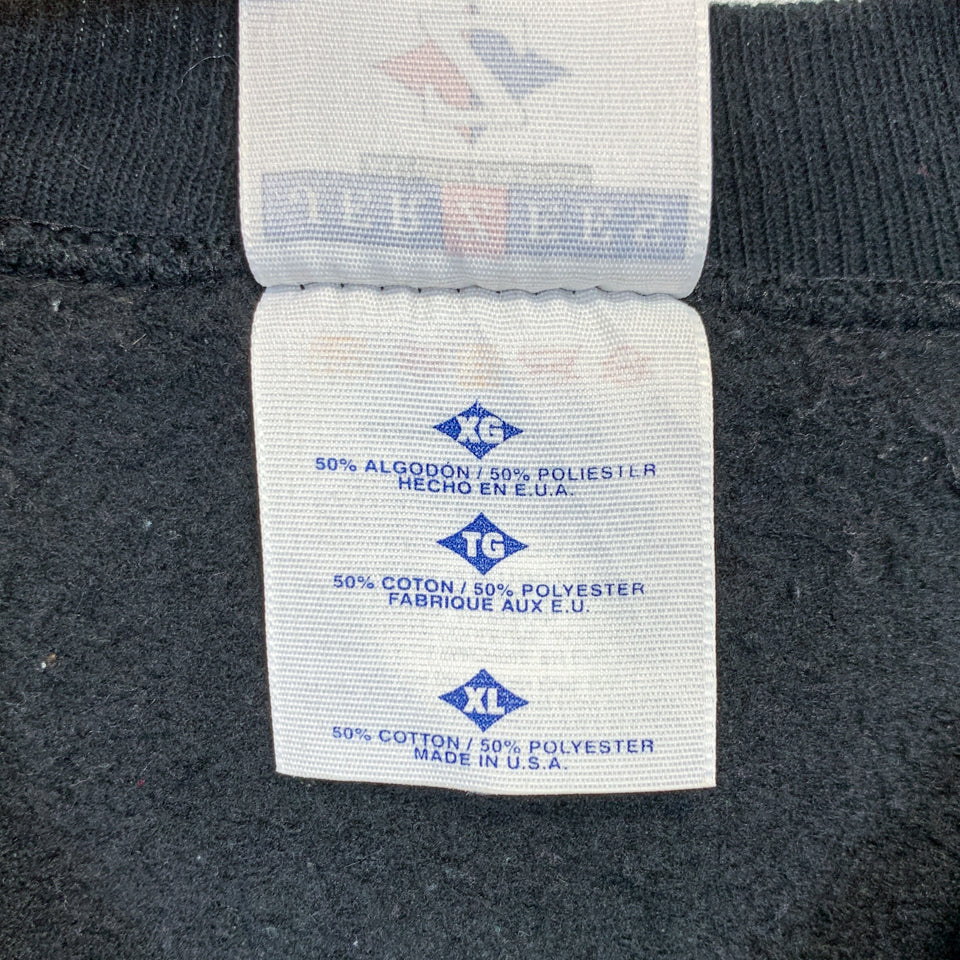 XG
50% ALGODÓN / 50% POLIESTER
HECHO EN E.U.A.
TG
50% COTON / 50% POLYESTER
FABRIQUE AUX E.U.
XL
50% COTTON / 50% POLYESTER
MADE IN U.S.A.